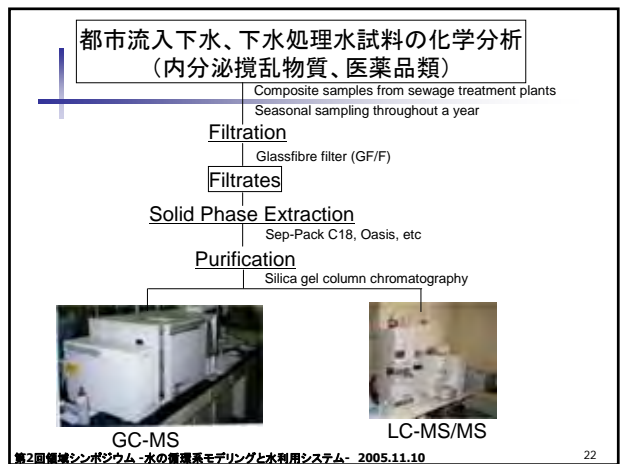 都市流入下水、下水処理水試料の化学分析
（内分泌撹乱物質、医薬品類）
Composite samples from sewage treatment plants
Seasonal sampling throughout a year
Filtration
Glassfibre filter (GF/F)
Filtrates
Solid Phase Extraction
Sep-Pack C18, Oasis, etc
Purification
Silica gel column chromatography
GC-MS
LC-MS/MS
第2回領域シンポジウム -水の循環系モデリングと水利用システム- 2005.11.10
22